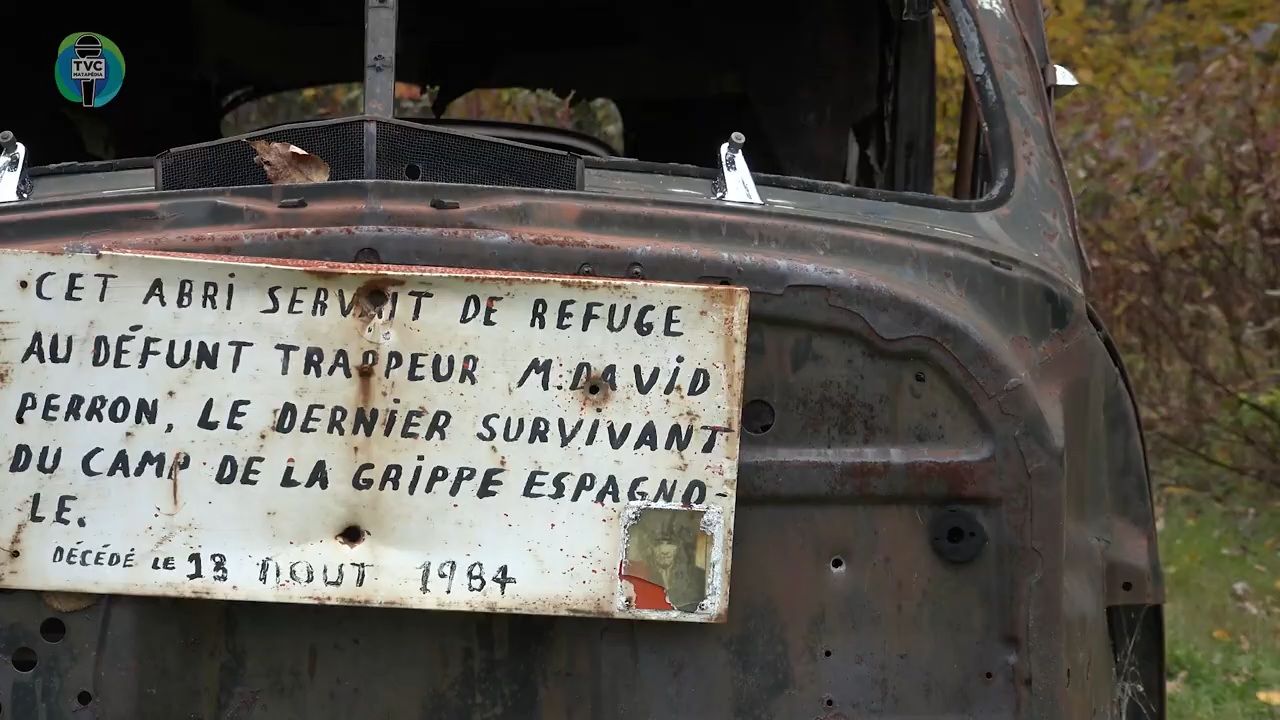 TVC
MATAPÉDIA
CET ABRI SERVAIT DE REFUGE
AU DÉFUNT TRAPPEUR M. DAVID
PERRON, LE DERNIER SURVIVANT
DU CAMP DE LA GRIPPE ESPAGNO-
LE.
DÉCÉDÉ LE 13 AOUT 1984